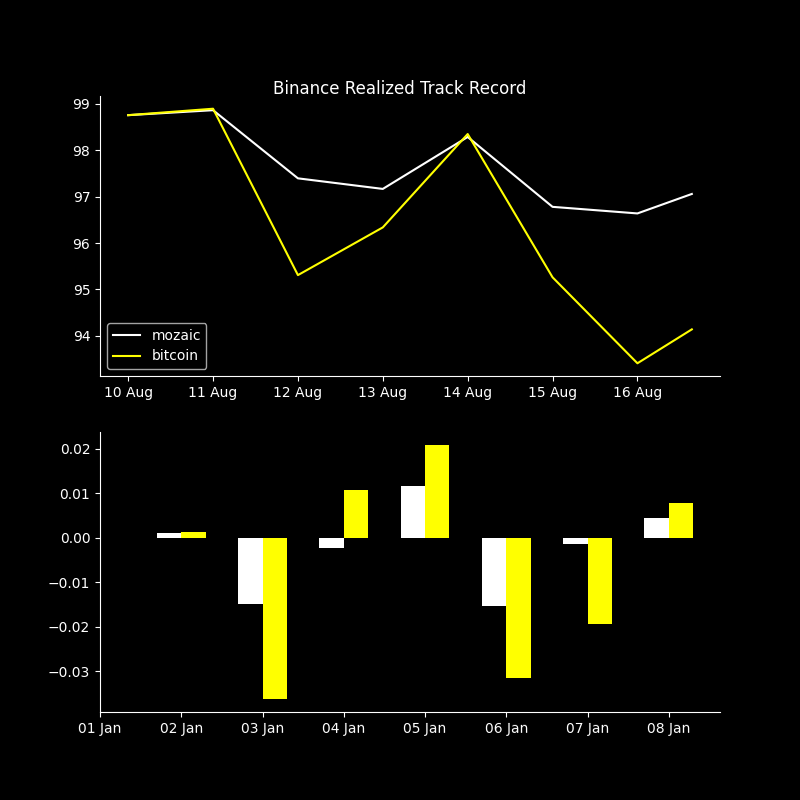 Binance Realized Track Record
99
98
97
96
95
94
mozaic
bitcoin
10 Aug 11 Aug 12 Aug 13 Aug 14 Aug 15 Aug 16 Aug
0.02
0.01
0.00
−0.01
−0.02
−0.03
01 Jan 02 Jan 03 Jan 04 Jan 05 Jan 06 Jan 07 Jan 08 Jan